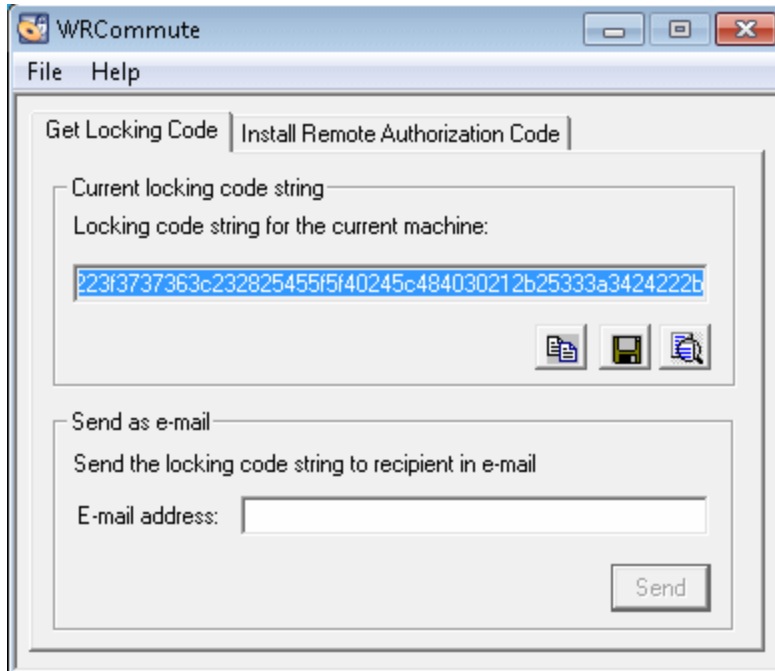 WRCommute
File Help
Get Locking Code Install Remote Authorization Code
Current locking code string
Locking code string for the current machine:
223f3737363c232825455f5f40245c484030212b25333a3424222b
Send as e-mail
Send the locking code string to recipient in e-mail
E-mail address:
Send